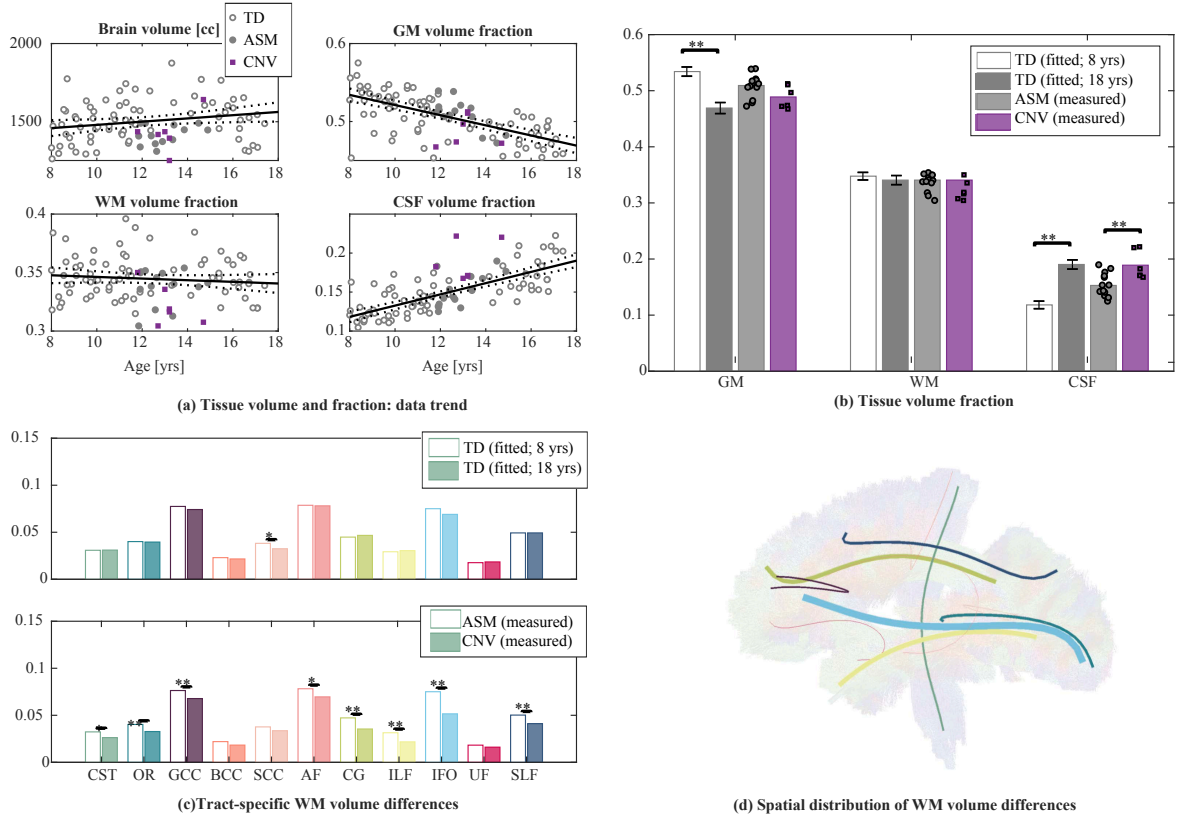 Brain volume [cc]
TD
ASM
CNV
2000
1500
8 10 12 14 16 18
GM volume fraction
0.6
0.5
8 10 12 14 16 18
WM volume fraction
0.4
0.35
0.3
8 10 12 14 16 18
Age [yrs]
CSF volume fraction
0.2
0.15
0.1
8 10 12 14 16 18
Age [yrs]
(a) Tissue volume and fraction: data trend
0.6
0.5
0.4
0.3
0.2
0.1
0
**
**
**
TD (fitted; 8 yrs)
TD (fitted; 18 yrs)
ASM (measured)
CNV (measured)
GM WM CSF
(b) Tissue volume fraction
0.15
0.1
0.05
0
TD (fitted; 8 yrs)
TD (fitted; 18 yrs)
*
0.15
0.1
0.05
0
ASM (measured)
CNV (measured)
* ** ** * ** ** ** **
CST OR GCC BCC SCC AF CG ILF IFO UF SLF
(c)Tract-specific WM volume differences
(d) Spatial distribution of WM volume differences